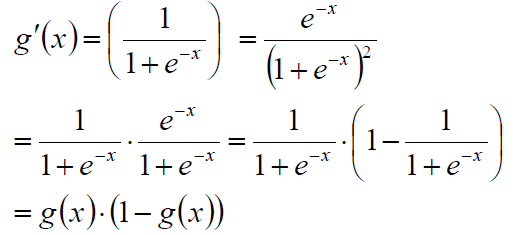 g′(x) = (1/(1+e^{-x})) = e^{-x}/(1+e^{-x})^2
= 1/(1+e^{-x}) · e^{-x}/(1+e^{-x}) = 1/(1+e^{-x}) · (1 − 1/(1+e^{-x}))
= g(x)·(1−g(x))